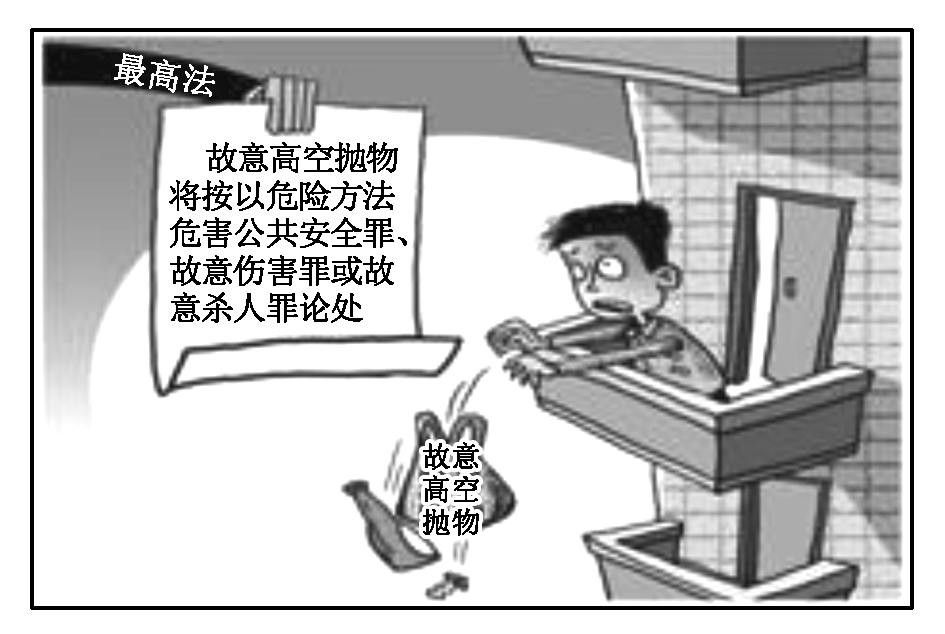 最高法
故意高空抛物
将按以危险方法
危害公共安全罪、
故意伤害罪或故
意杀人罪论处
故意
高空
抛物